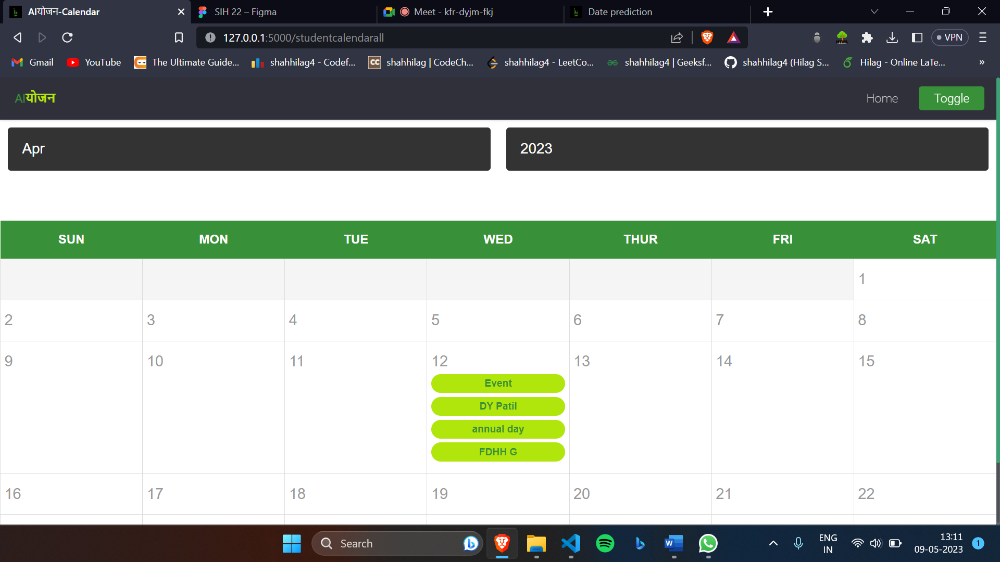 AIयोजन-Calendar
SIH 22 – Figma
Meet - kfr-dyjm-fkj
Date prediction
127.0.0.1:5000/studentcalendarall
VPN
Gmail
YouTube
The Ultimate Guide...
shahhilag4 - Codef...
CC
shahhilag | CodeCh...
shahhilag4 - LeetCo...
shahhilag4 | Geeksf...
shahhilag4 (Hilag S...
Hilag - Online LaTe...
»
AIयोजन
Home
Toggle
Apr
2023
SUN MON TUE WED THUR FRI SAT
1
2 3 4 5 6 7 8
9 10 11 12 13 14 15
Event
DY Patil
annual day
FDHH G
16 17 18 19 20 21 22
Search
W
ENG
IN
13:11
09-05-2023
1